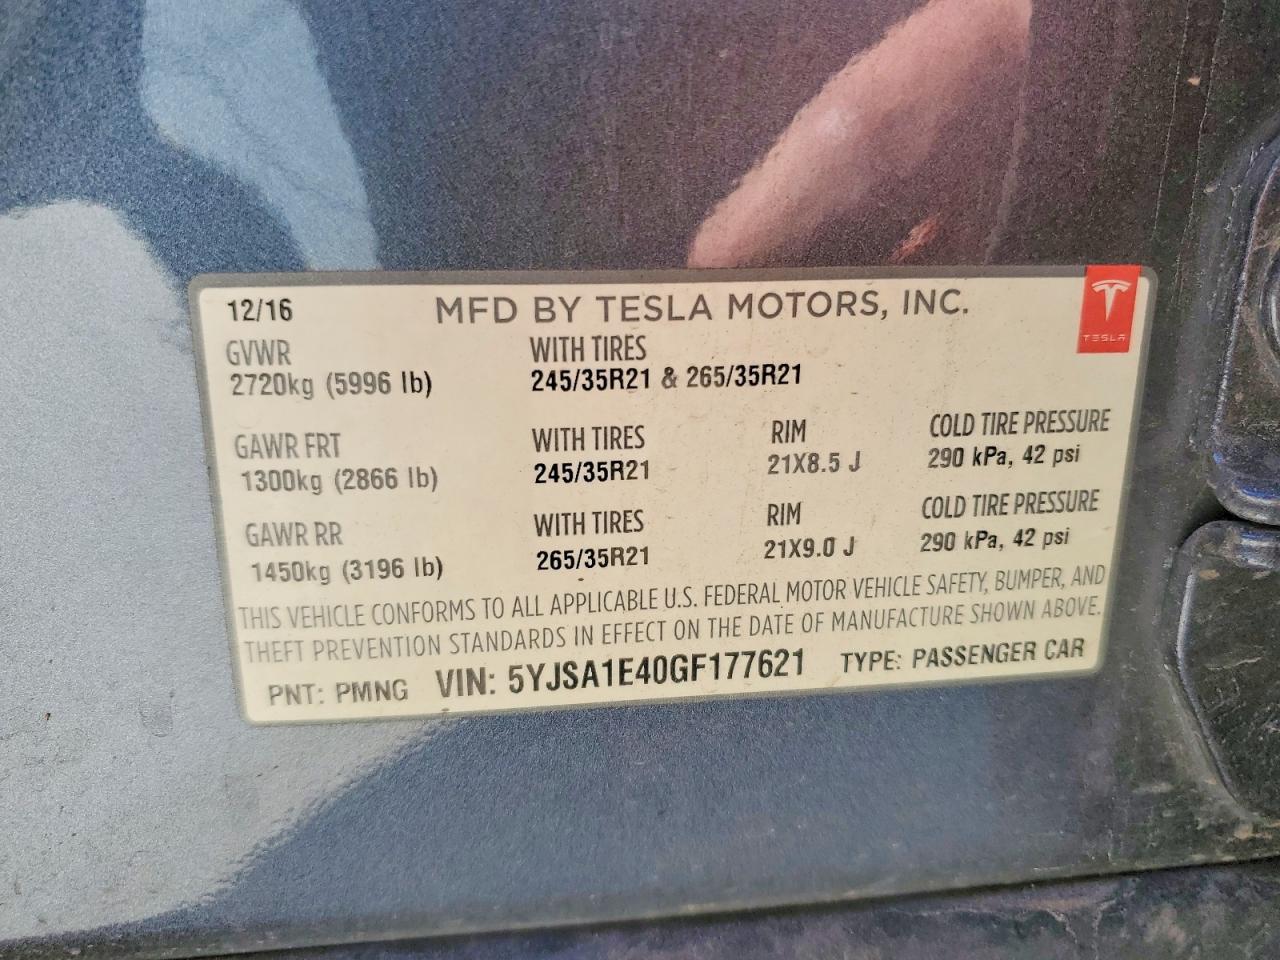 12/16 MFD BY TESLA MOTORS, INC.
TESLA
GVWR WITH TIRES
2720kg (5996 lb) 245/35R21 & 265/35R21
GAWR FRT WITH TIRES RIM COLD TIRE PRESSURE
1300kg (2866 lb) 245/35R21 21X8.5 J 290 kPa, 42 psi
GAWR RR WITH TIRES RIM COLD TIRE PRESSURE
1450kg (3196 lb) 265/35R21 21X9.0 J 290 kPa, 42 psi
THIS VEHICLE CONFORMS TO ALL APPLICABLE U.S. FEDERAL MOTOR VEHICLE SAFETY, BUMPER, AND
THEFT PREVENTION STANDARDS IN EFFECT ON THE DATE OF MANUFACTURE SHOWN ABOVE.
PNT: PMNG VIN: 5YJSA1E40GF177621 TYPE: PASSENGER CAR